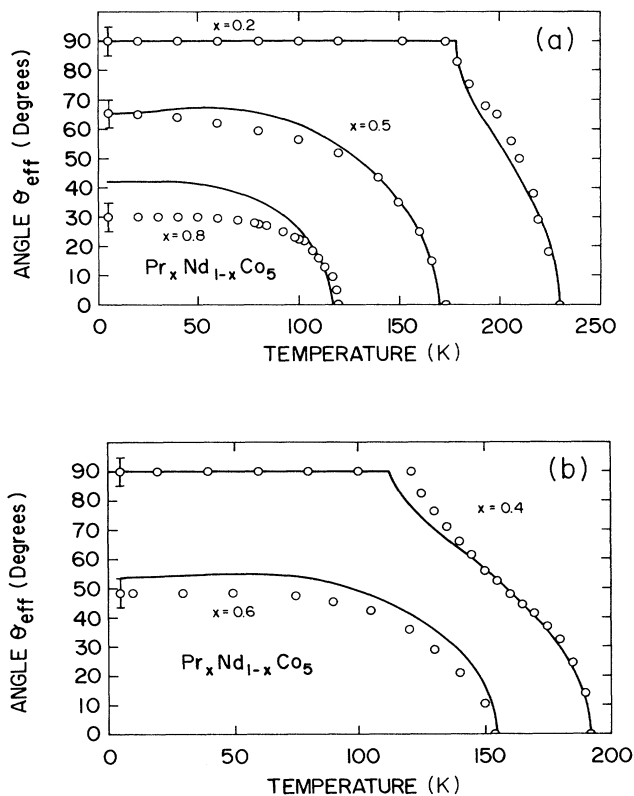 (a)
x=0.2
90
80
70
60
50
40
30
20
10
0
x=0.5
x=0.8
PrxNd1-xCo5
0 50 100 150 200 250
TEMPERATURE (K)
ANGLE θeff (Degrees)
(b)
90
80
70
60
50
40
30
20
10
0
x=0.4
x=0.6
PrxNd1-xCo5
0 50 100 150 200
TEMPERATURE (K)
ANGLE θeff (Degrees)